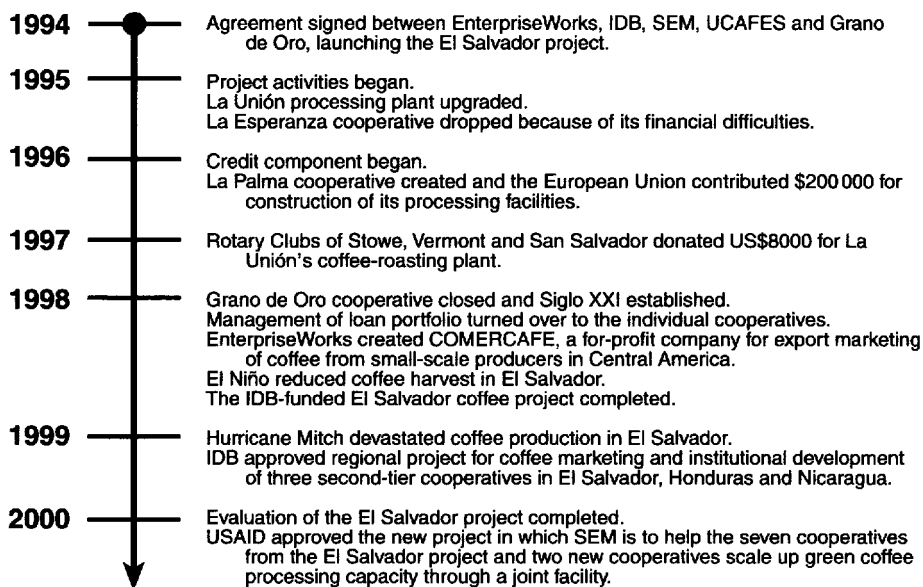 1994 Agreement signed between EnterpriseWorks, IDB, SEM, UCAFES and Grano
de Oro, launching the El Salvador project.
1995 Project activities began.
La Unión processing plant upgraded.
La Esperanza cooperative dropped because of its financial difficulties.
1996 Credit component began.
La Palma cooperative created and the European Union contributed $200 000 for
construction of its processing facilities.
1997 Rotary Clubs of Stowe, Vermont and San Salvador donated US$8000 for La
Unión's coffee-roasting plant.
1998 Grano de Oro cooperative closed and Siglo XXI established.
Management of loan portfolio turned over to the individual cooperatives.
EnterpriseWorks created COMERCAFE, a for-profit company for export marketing
of coffee from small-scale producers in Central America.
El Niño reduced coffee harvest in El Salvador.
The IDB-funded El Salvador coffee project completed.
1999 Hurricane Mitch devastated coffee production in El Salvador.
IDB approved regional project for coffee marketing and institutional development
of three second-tier cooperatives in El Salvador, Honduras and Nicaragua.
2000 Evaluation of the El Salvador project completed.
USAID approved the new project in which SEM is to help the seven cooperatives
from the El Salvador project and two new cooperatives scale up green coffee
processing capacity through a joint facility.